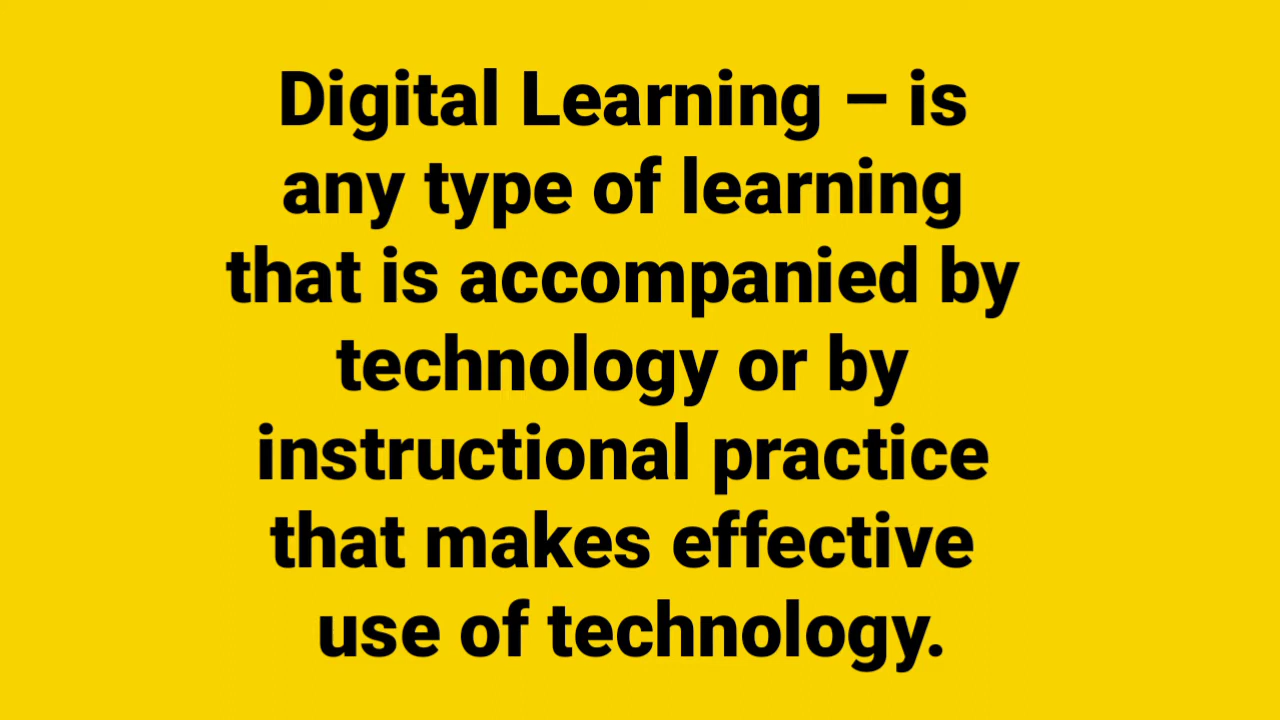 Digital Learning – is
any type of learning
that is accompanied by
technology or by
instructional practice
that makes effective
use of technology.